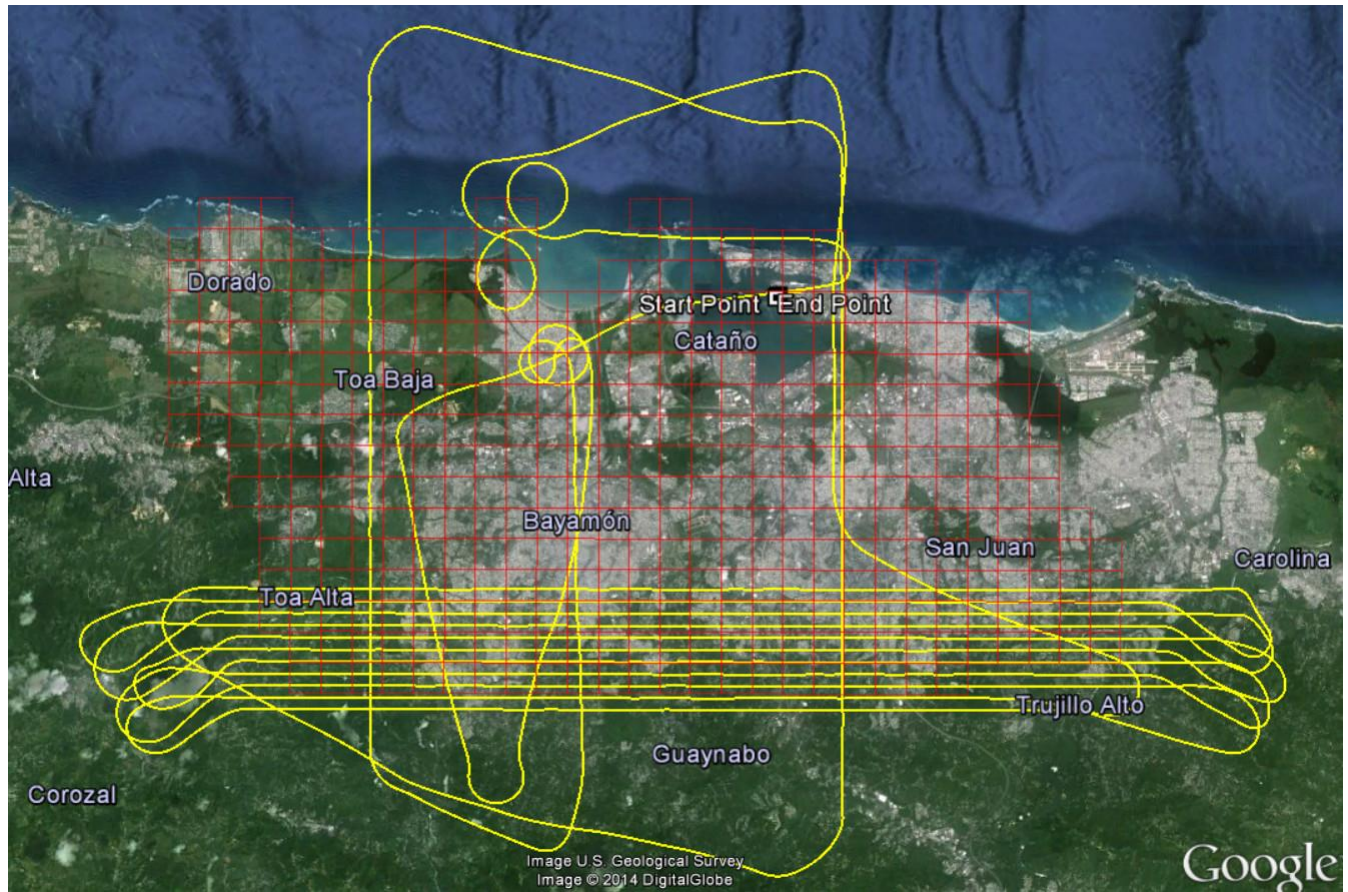 Dorado
Start Point End Point
Cataño
Toa Baja
Alta
Bayamón
San Juan
Carolina
Toa Alta
Trujillo Alto
Guaynabo
Corozal
Image U.S. Geological Survey
Image © 2014 DigitalGlobe
Google